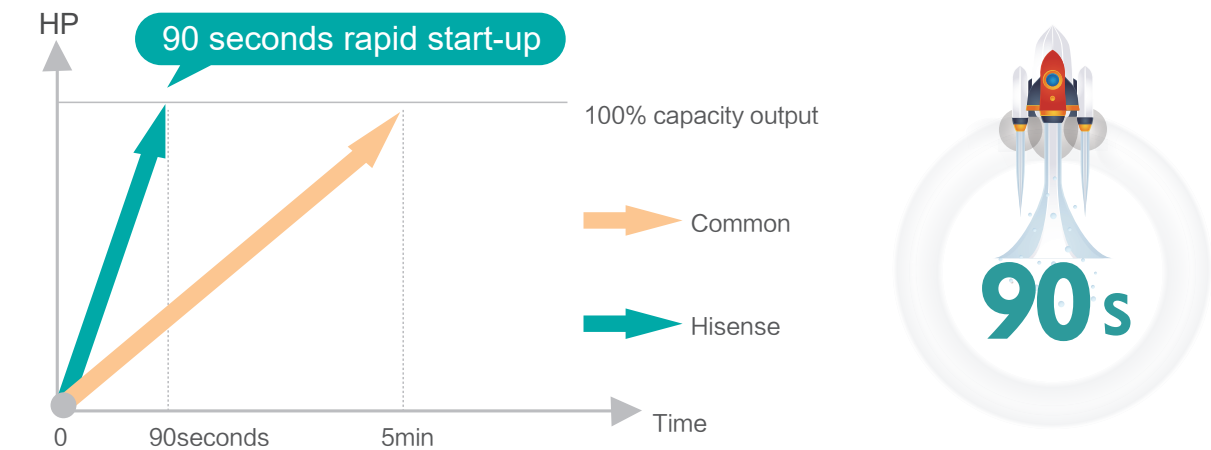 HP
90 seconds rapid start-up
100% capacity output
Common
Hisense
Time
0
90seconds
5min
90s